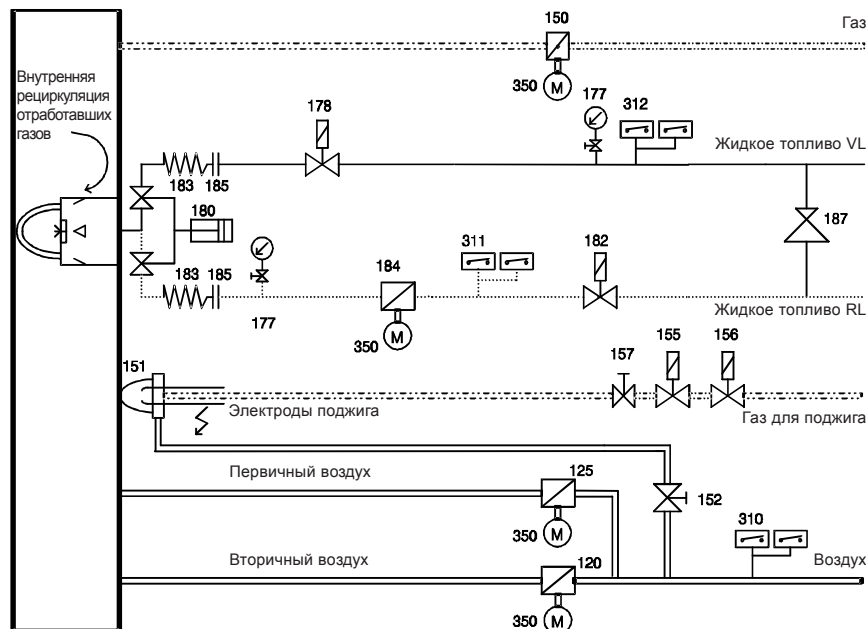 150
Газ
350
M
Внутренняя
рециркуляция
отработавших
газов
178
177
312
Жидкое топливо VL
183
185
180
187
311
182
183
185
184
177
350
M
Жидкое топливо RL
151
157
155
156
Электроды поджига
Газ для поджига
Первичный воздух
125
152
350
M
310
Вторичный воздух
120
Воздух
350
M